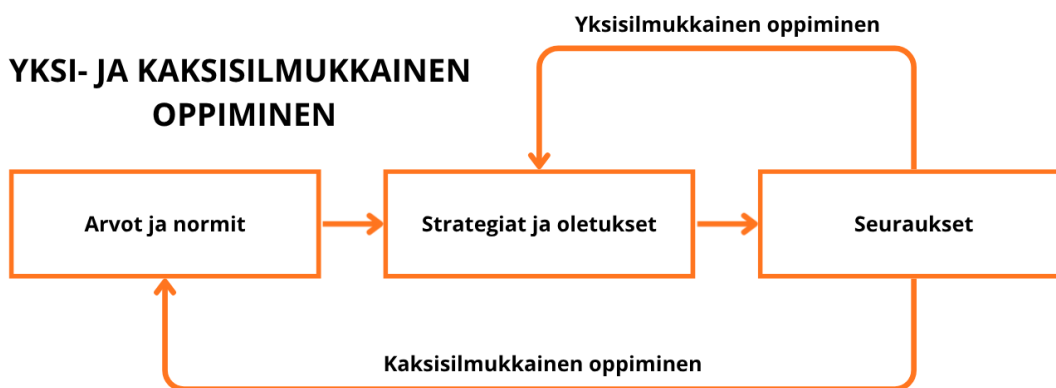 YKSI- JA KAKSISILMUKKAINEN
OPPIMINEN
Yksisilmukkainen oppiminen
Arvot ja normit
Strategiat ja oletukset
Seuraukset
Kaksisilmukkainen oppiminen